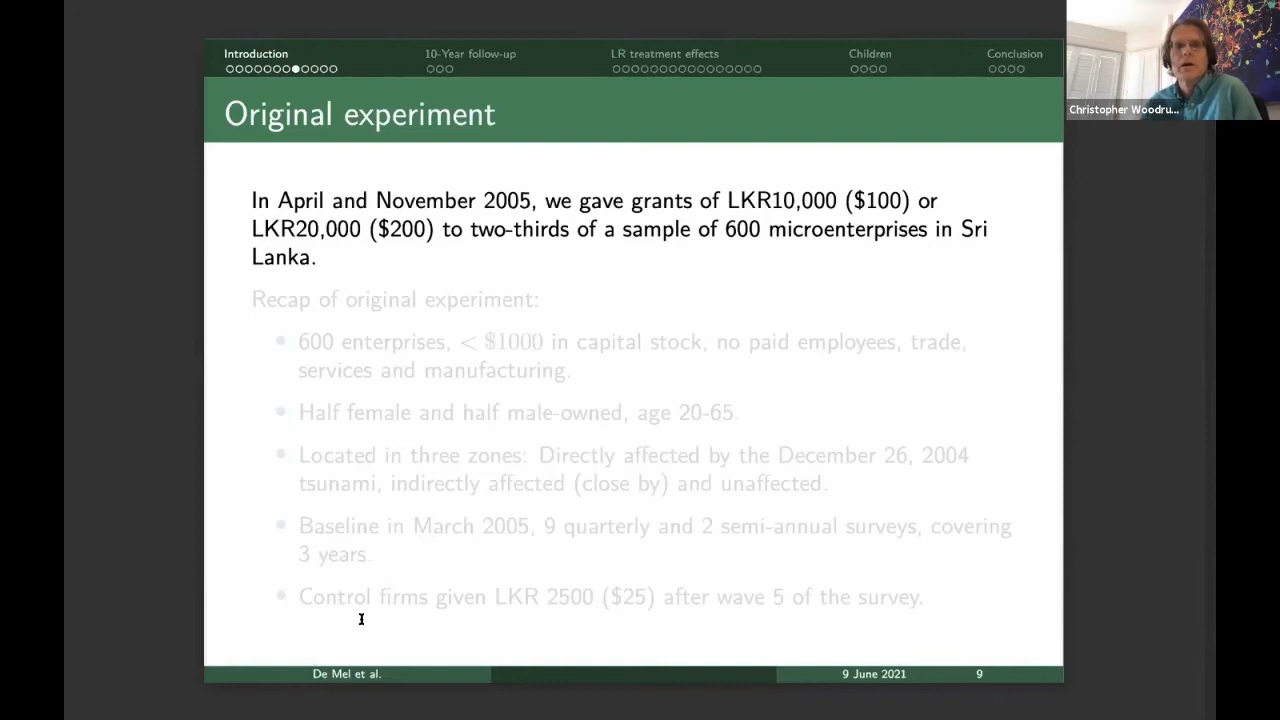 Introduction
10-Year follow-up
LR treatment effects
Children
Conclusion
Christopher Woodru...
Original experiment
In April and November 2005, we gave grants of LKR10,000 ($100) or
LKR20,000 ($200) to two-thirds of a sample of 600 microenterprises in Sri
Lanka.
Recap of original experiment:
• 600 enterprises, < $1000 in capital stock, no paid employees, trade,
services and manufacturing.
• Half female and half male-owned, age 20-65.
• Located in three zones: Directly affected by the December 26, 2004
tsunami, indirectly affected (close by) and unaffected.
• Baseline in March 2005, 9 quarterly and 2 semi-annual surveys, covering
3 years.
• Control firms given LKR 2500 ($25) after wave 5 of the survey.
De Mel et al.
9 June 2021
9